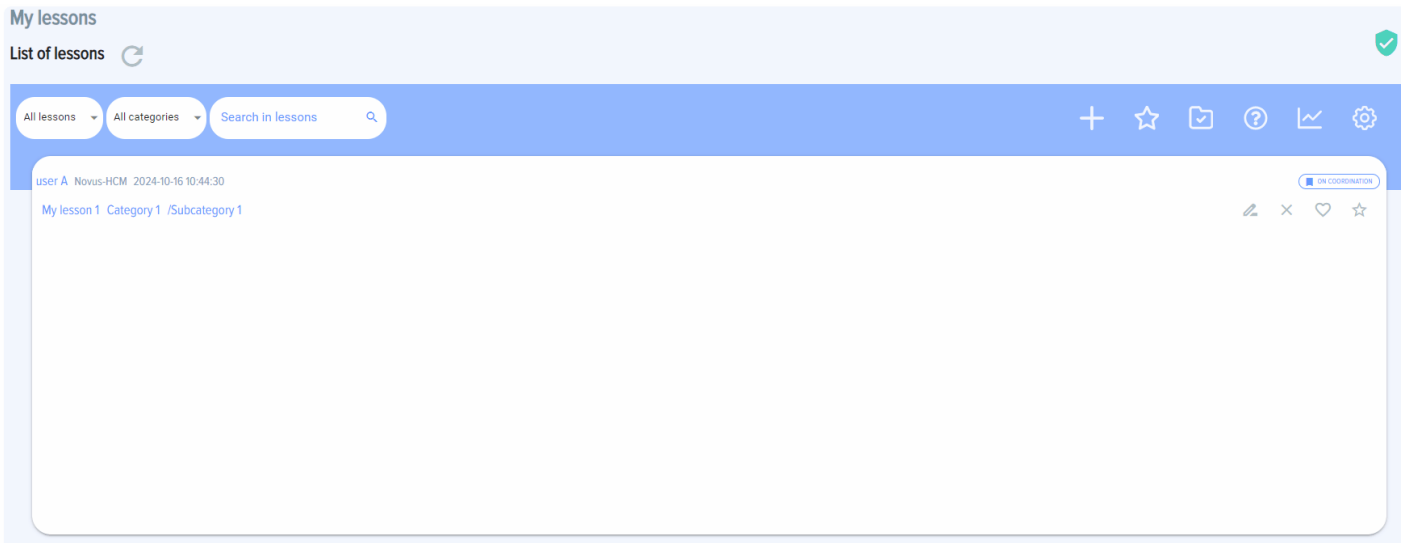 My lessons
List of lessons
All lessons All categories Search in lessons
user A Novus-HCM 2024-10-16 10:44:30 ON COORDINATION
My lesson 1 Category 1 /Subcategory 1